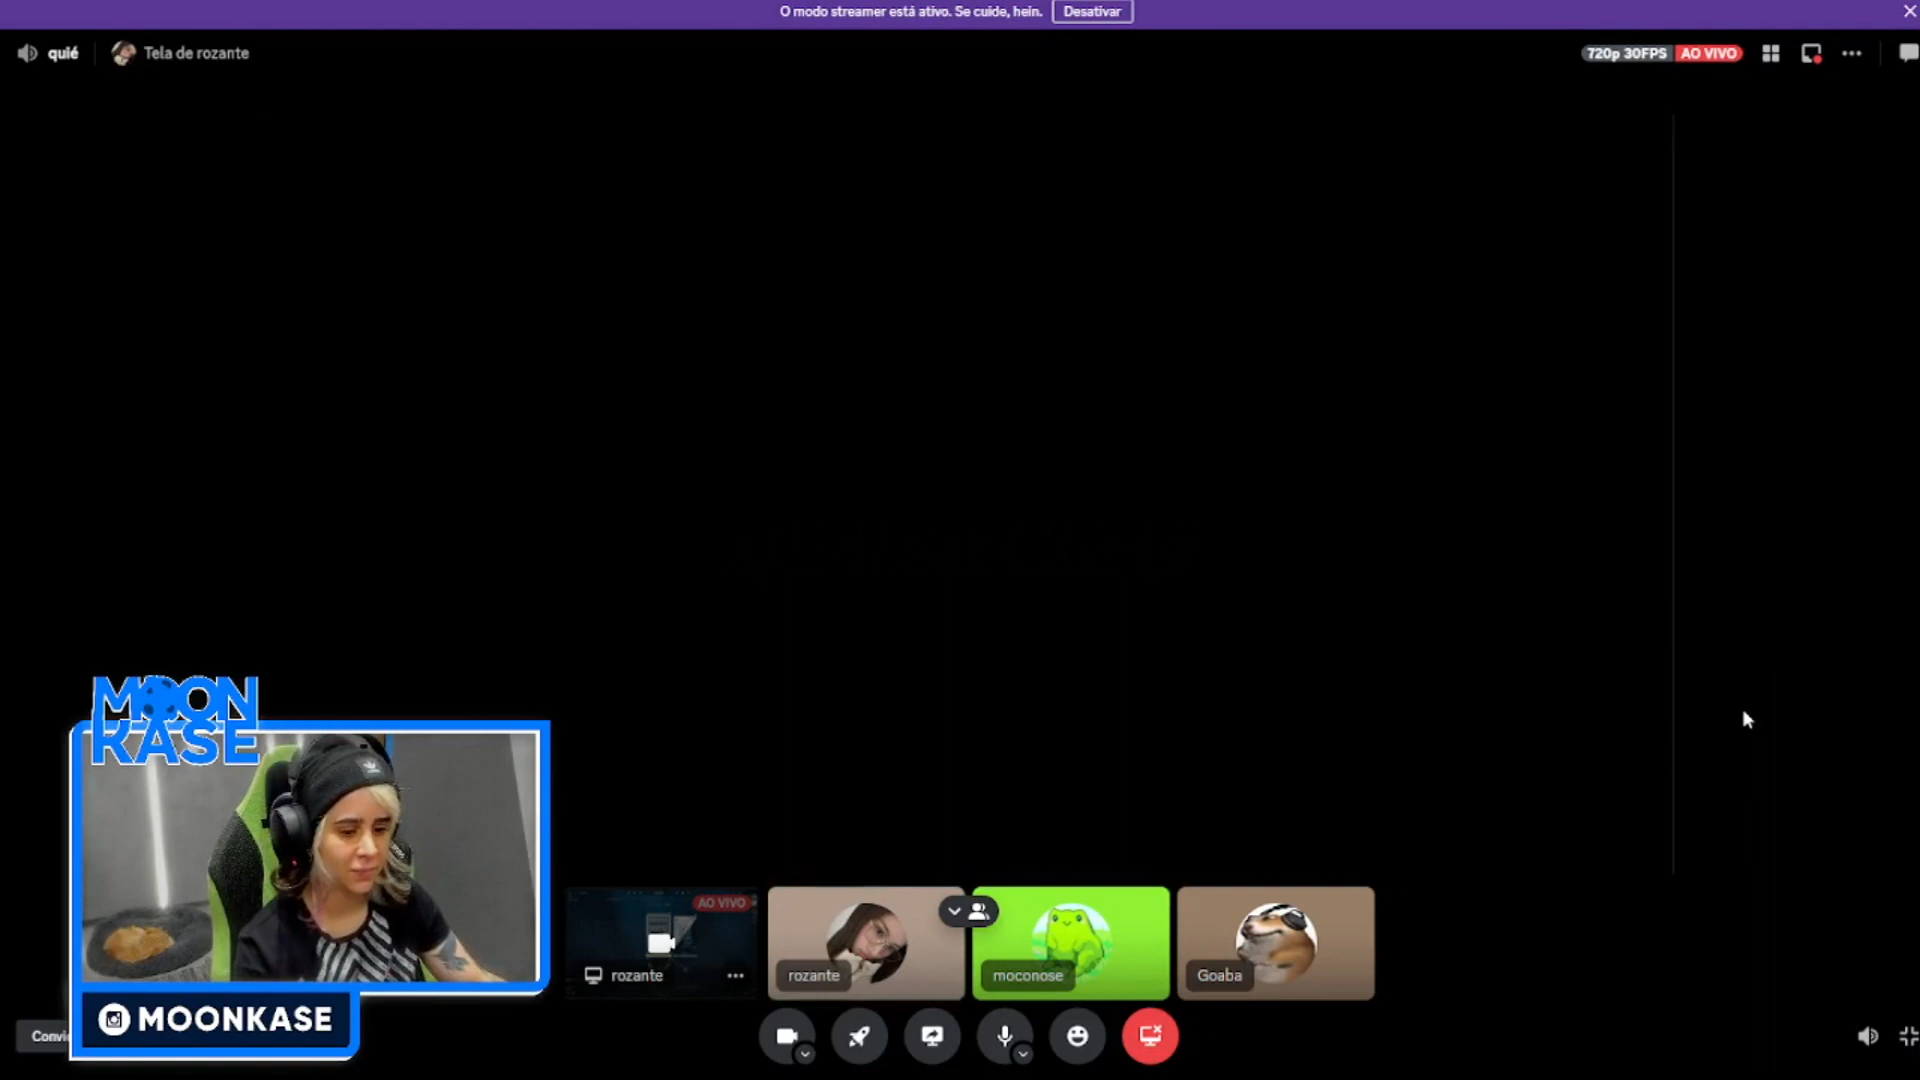 O modo streamer está ativo. Se cuide, hein. Desativar
quié
Tela de rozante
720p 30FPS AO VIVO
MOON
KASE
AO VIVO
rozante
rozante
moconose
Goaba
MOONKASE